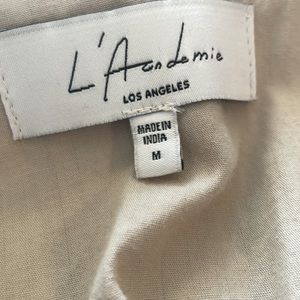 L'Academie
LOS ANGELES
MADE IN
INDIA
M